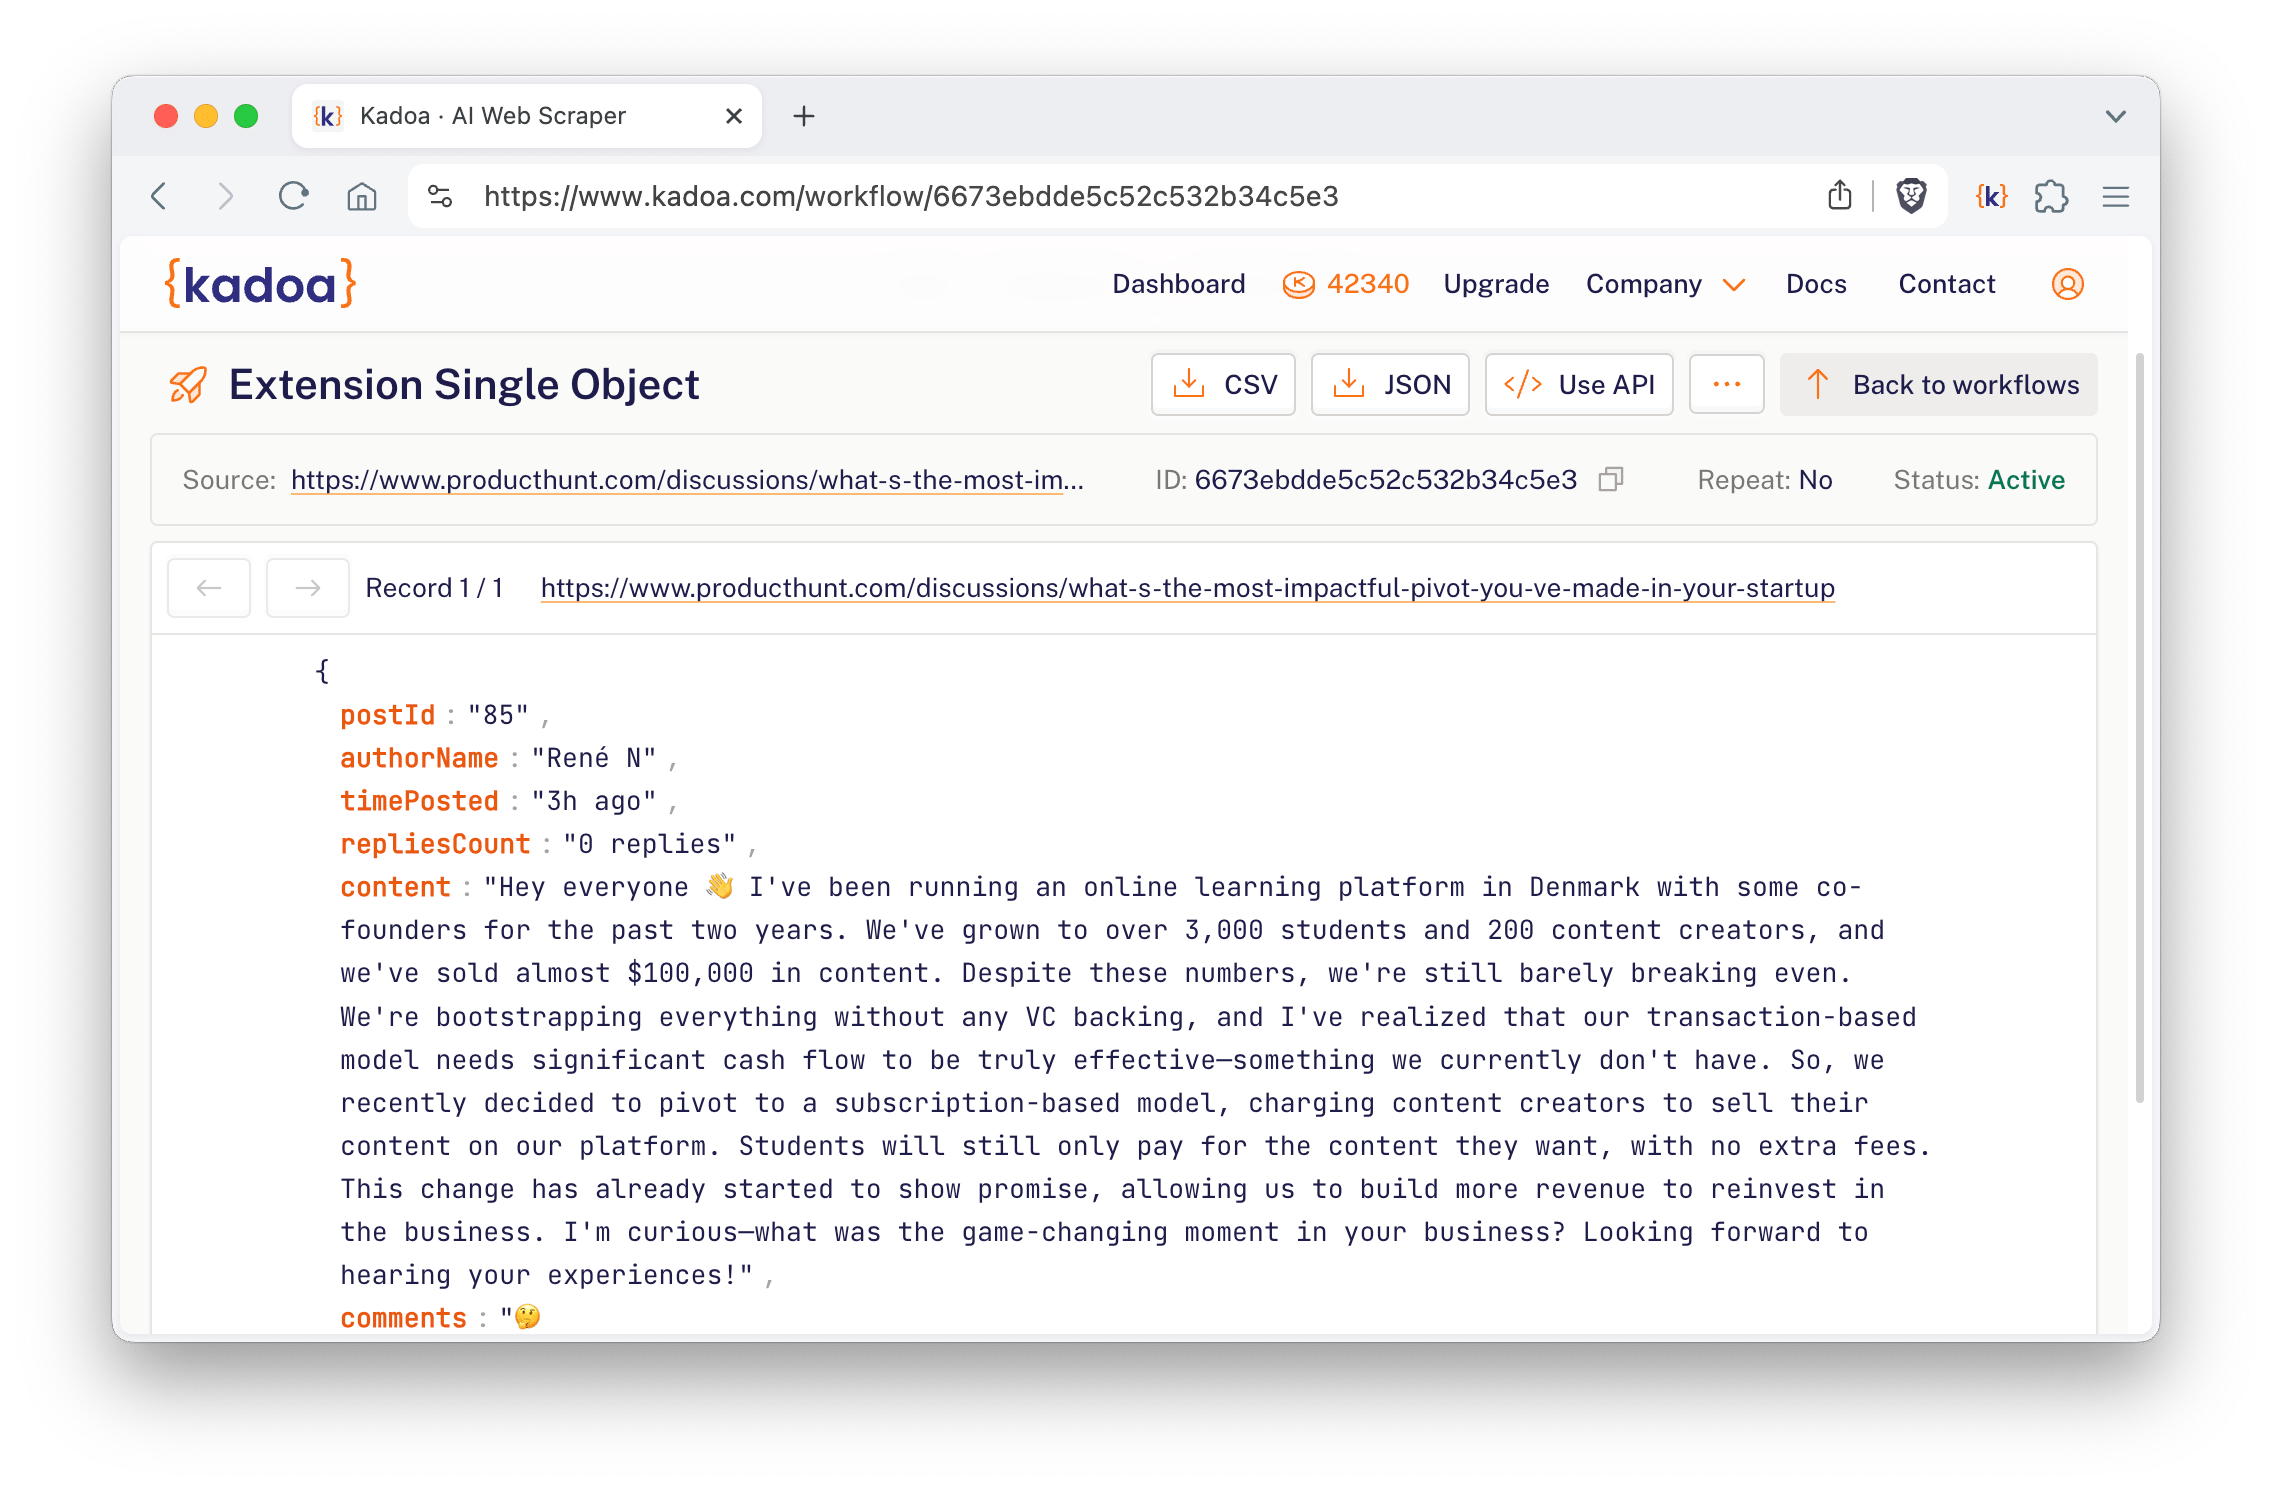 {k} Kadoa · AI Web Scraper
https://www.kadoa.com/workflow/6673ebdde5c52c532b34c5e3 {k}
{kadoa} Dashboard 42340 Upgrade Company Docs Contact
Extension Single Object CSV JSON </> Use API ... Back to workflows
Source: https://www.producthunt.com/discussions/what-s-the-most-im... ID: 6673ebdde5c52c532b34c5e3 Repeat: No Status: Active
Record 1 / 1 https://www.producthunt.com/discussions/what-s-the-most-impactful-pivot-you-ve-made-in-your-startup
{
postId : "85" ,
authorName : "René N" ,
timePosted : "3h ago" ,
repliesCount : "0 replies" ,
content : "Hey everyone 👋 I've been running an online learning platform in Denmark with some co-
founders for the past two years. We've grown to over 3,000 students and 200 content creators, and
we've sold almost $100,000 in content. Despite these numbers, we're still barely breaking even.
We're bootstrapping everything without any VC backing, and I've realized that our transaction-based
model needs significant cash flow to be truly effective—something we currently don't have. So, we
recently decided to pivot to a subscription-based model, charging content creators to sell their
content on our platform. Students will still only pay for the content they want, with no extra fees.
This change has already started to show promise, allowing us to build more revenue to reinvest in
the business. I'm curious—what was the game-changing moment in your business? Looking forward to
hearing your experiences!" ,
comments : "🤔